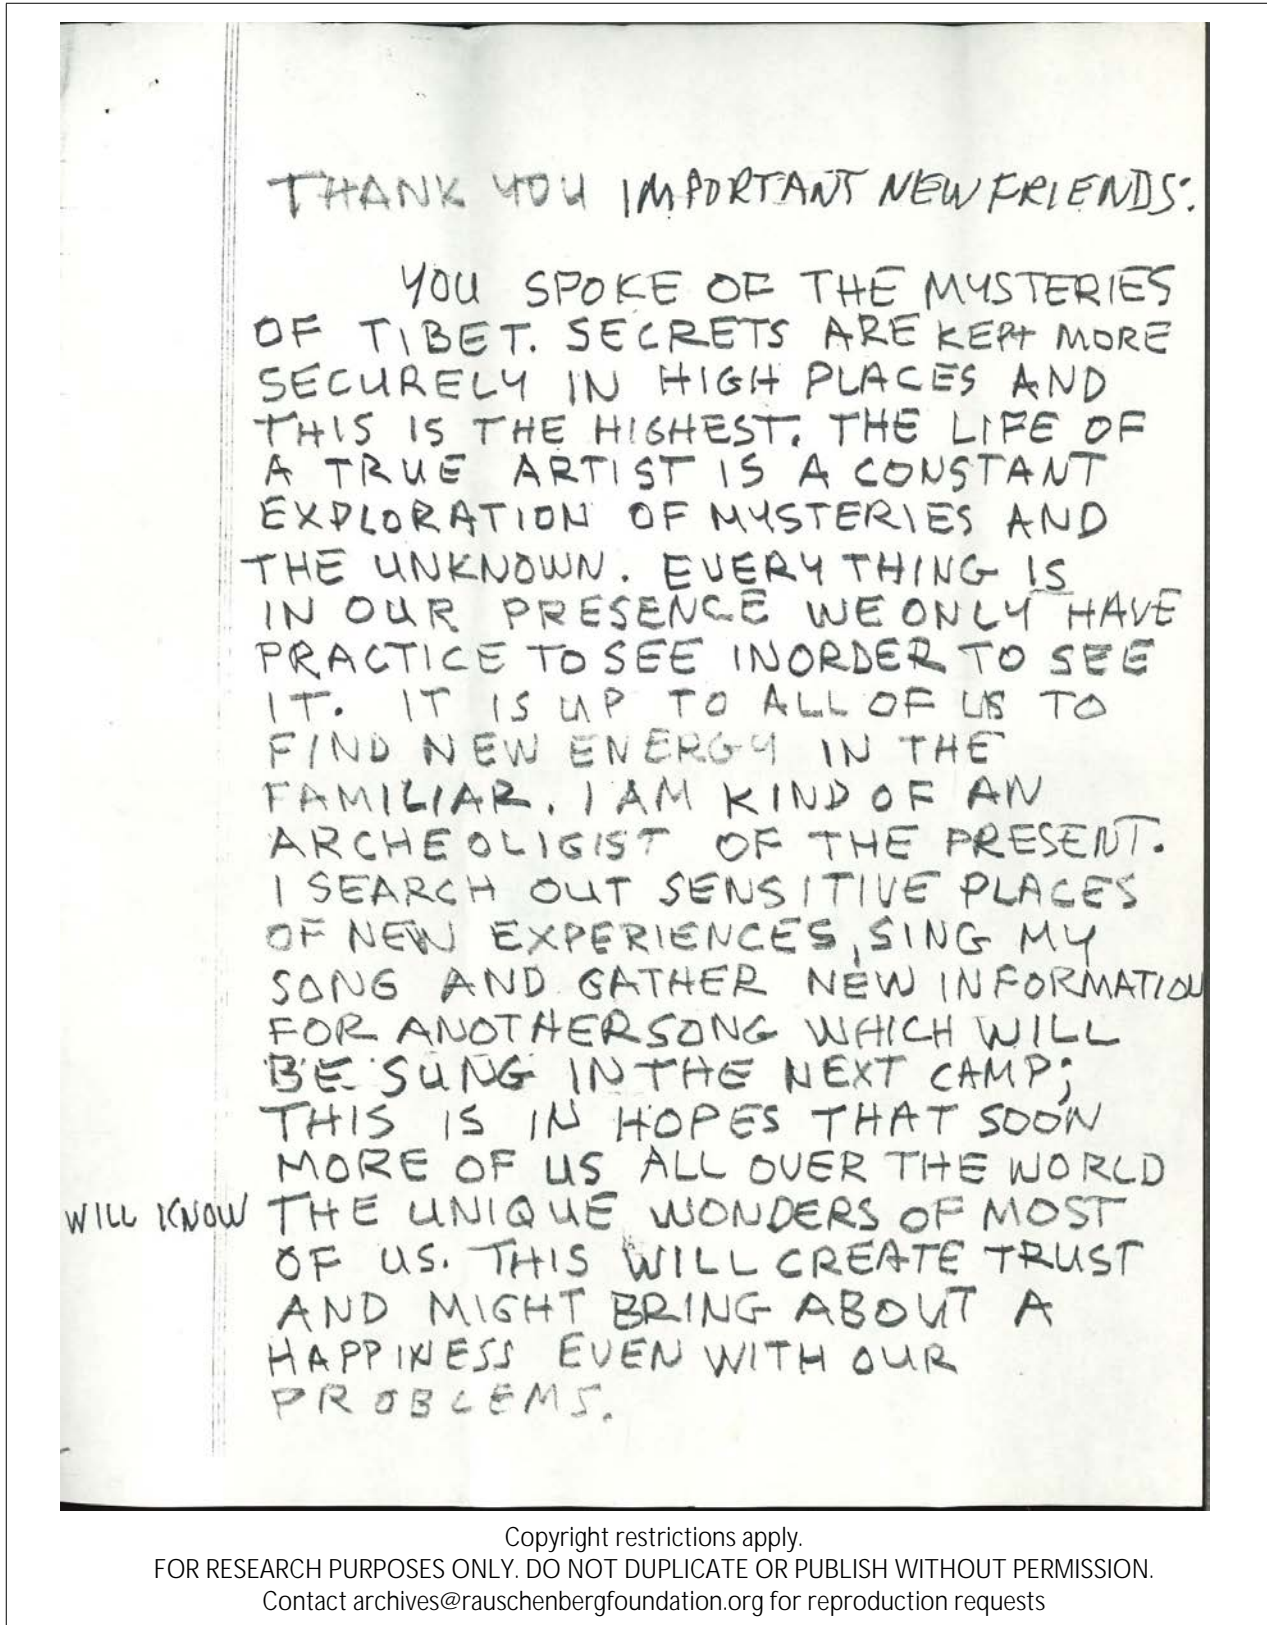 THANK YOU IMPORTANT NEW FRIENDS:
YOU SPOKE OF THE MYSTERIES
OF TIBET. SECRETS ARE KEPT MORE
SECURELY IN HIGH PLACES AND
THIS IS THE HIGHEST. THE LIFE OF
A TRUE ARTIST IS A CONSTANT
EXPLORATION OF MYSTERIES AND
THE UNKNOWN. EVERY THING IS
IN OUR PRESENCE WE ONLY HAVE
PRACTICE TO SEE INORDER TO SEE
IT. IT IS UP TO ALL OF US TO
FIND NEW ENERGY IN THE
FAMILIAR. I AM KIND OF AN
ARCHEOLIGIST OF THE PRESENT.
I SEARCH OUT SENSITIVE PLACES
OF NEW EXPERIENCES, SING MY
SONG AND GATHER NEW INFORMATION
FOR ANOTHER SONG WHICH WILL
BE SUNG IN THE NEXT CAMP;
THIS IS IN HOPES THAT SOON
MORE OF US ALL OVER THE WORLD
WILL KNOW THE UNIQUE WONDERS OF MOST
OF US. THIS WILL CREATE TRUST
AND MIGHT BRING ABOUT A
HAPPINESS EVEN WITH OUR
PROBLEMS.
Copyright restrictions apply.
FOR RESEARCH PURPOSES ONLY. DO NOT DUPLICATE OR PUBLISH WITHOUT PERMISSION.
Contact archives@rauschenbergfoundation.org for reproduction requests